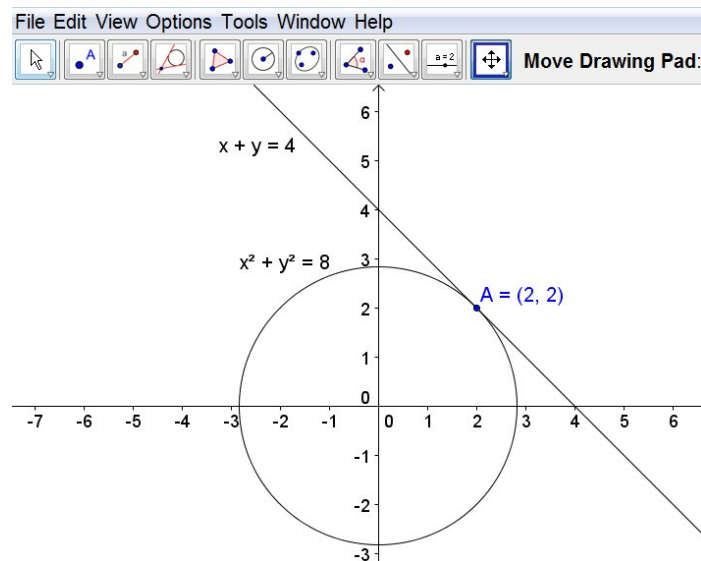 File Edit View Options Tools Window Help
A a α a = 2 Move Drawing Pad:
6
x + y = 4
5
4
x² + y² = 8 3
A = (2, 2)
2
1
0
-7 -6 -5 -4 -3 -2 -1 0 1 2 3 4 5 6
-1
-2
-3